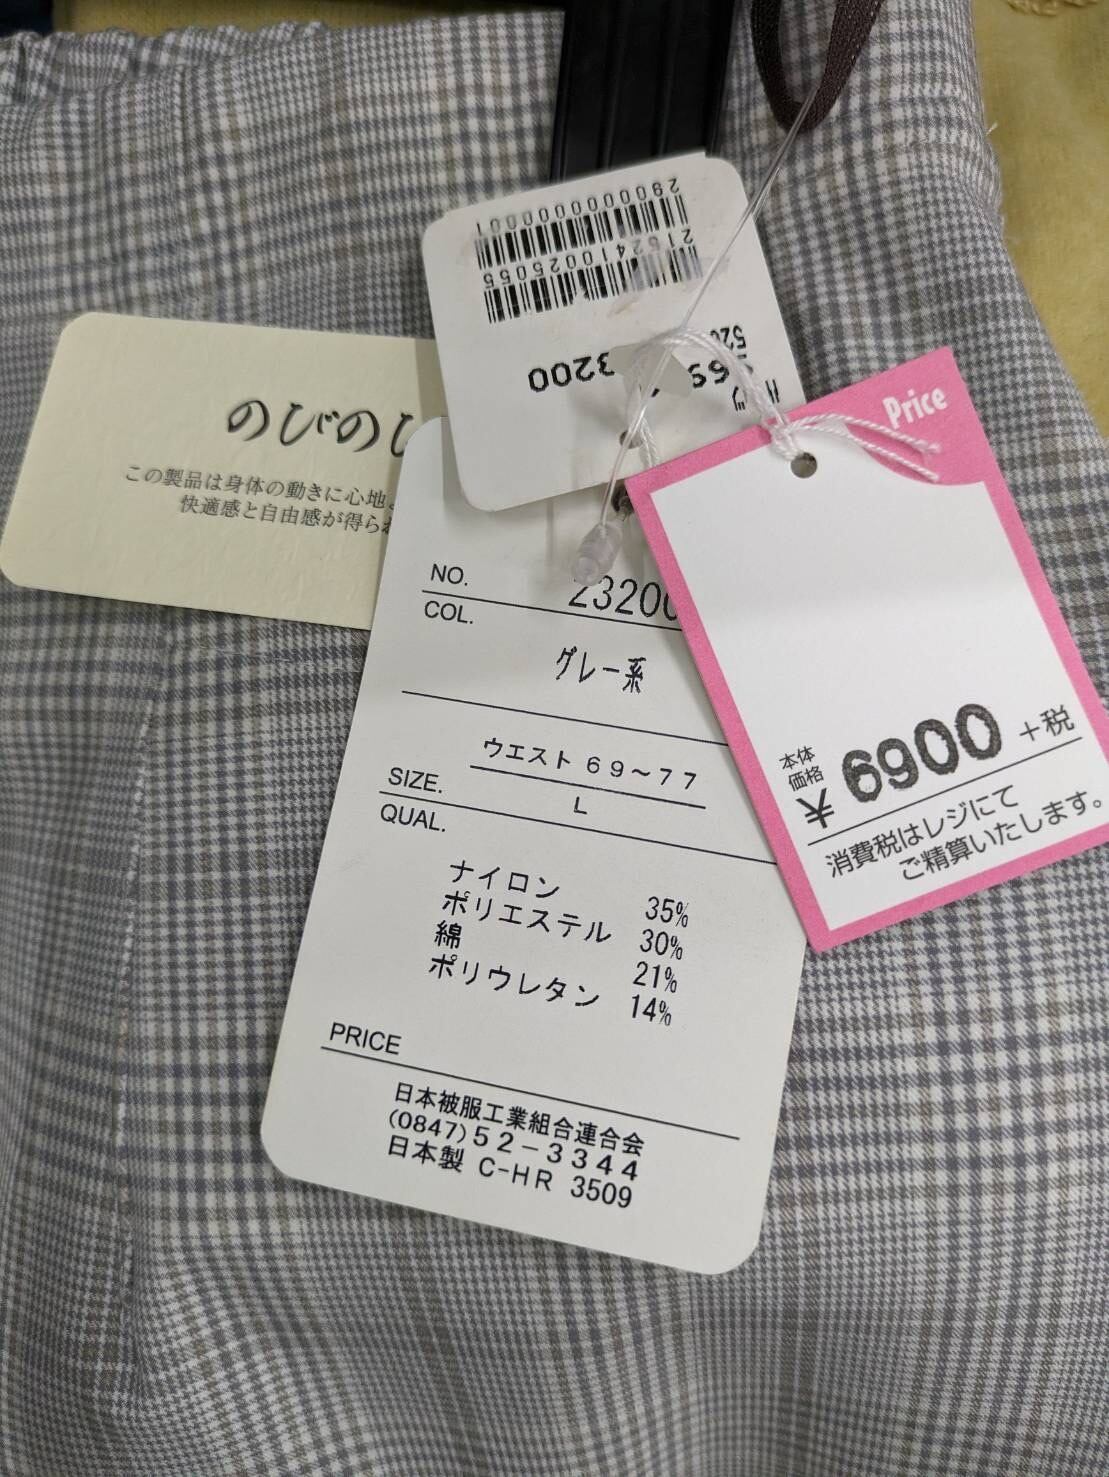 2900000000001
2162410025055
3200
のびのび
この製品は身体の動きに心地
快適感と自由感が得ら
Price
本体
価格
¥6900+税
消費税はレジにて
ご精算いたします。
NO. 2320
COL.
グレー系
ウエスト 69〜77
SIZE. L
QUAL.
ナイロン 35%
ポリエステル 30%
綿 21%
ポリウレタン 14%
PRICE
日本被服工業組合連合会
(0847)52-3344
日本製 C-HR 3509